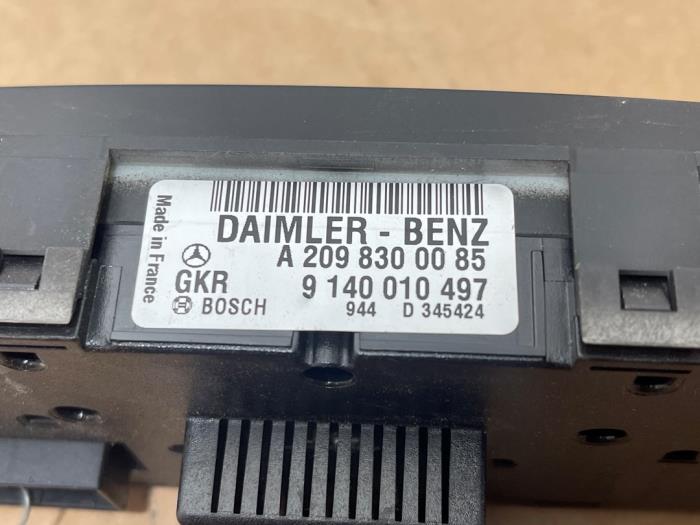 Made in France
DAIMLER - BENZ
A 209 830 00 85
GKR 9 140 010 497
BOSCH 944 D 345424